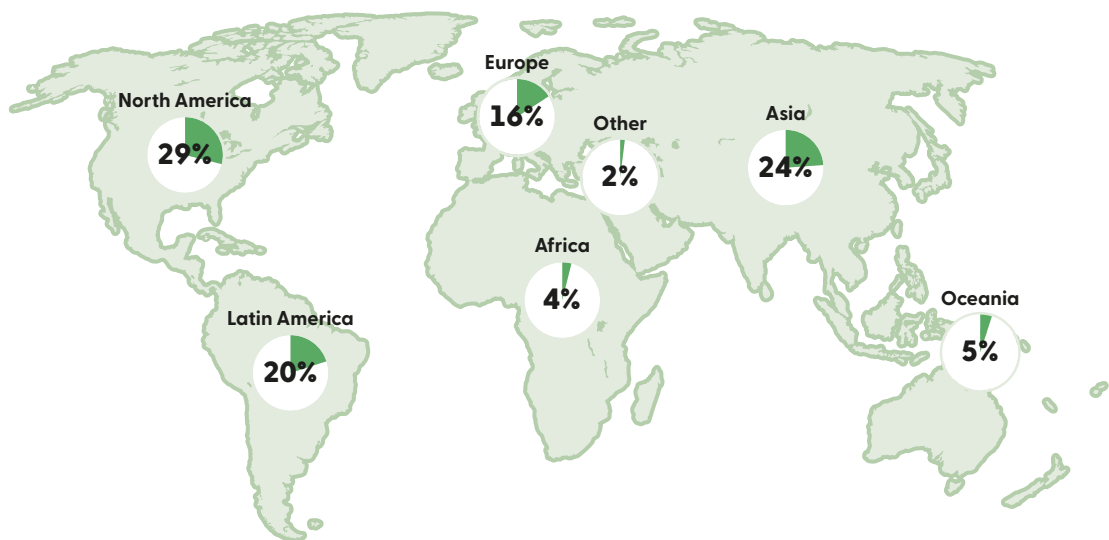 Europe
16%
North America
29%
Other
2%
Asia
24%
Africa
4%
Latin America
20%
Oceania
5%